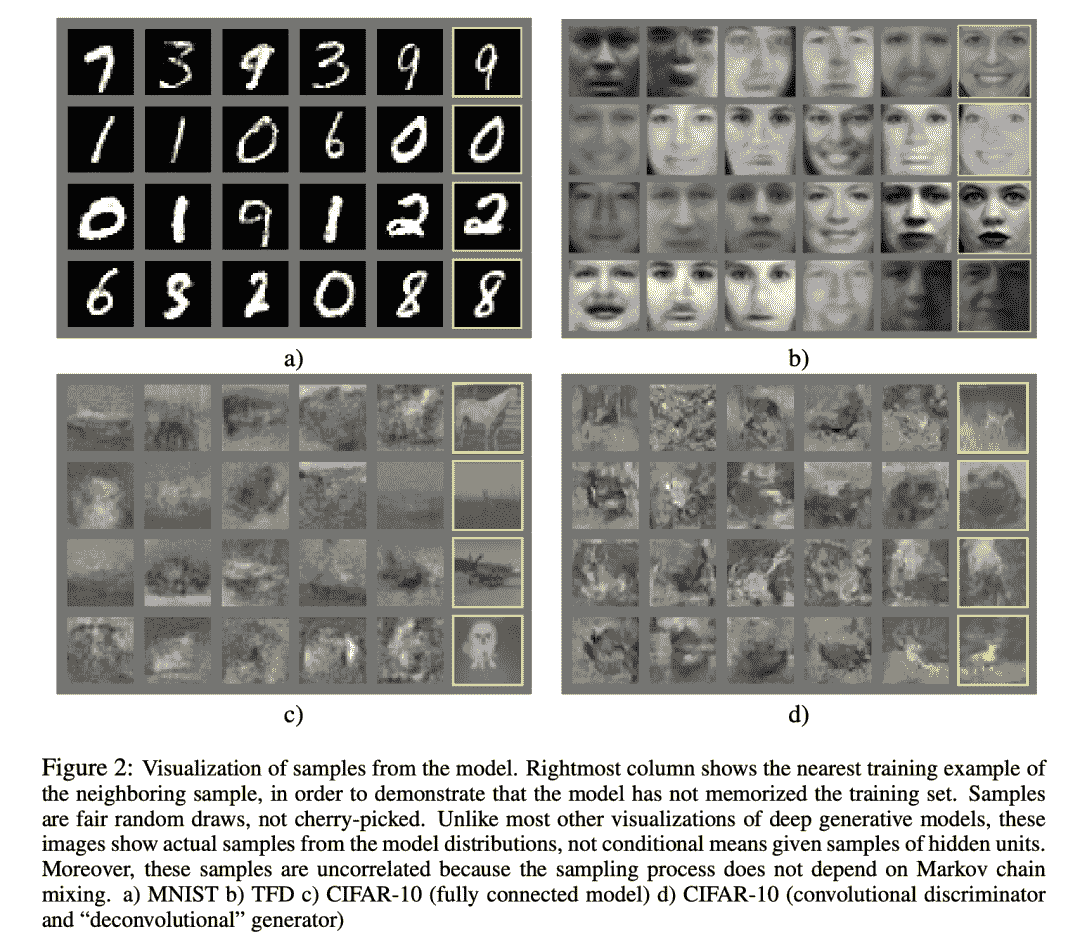 7 3 9 3 9 9
1 1 0 6 0 0
0 1 9 1 2 2
6 3 2 0 8 8
a)
b)
c)
d)
Figure 2: Visualization of samples from the model. Rightmost column shows the nearest training example of
the neighboring sample, in order to demonstrate that the model has not memorized the training set. Samples
are fair random draws, not cherry-picked. Unlike most other visualizations of deep generative models, these
images show actual samples from the model distributions, not conditional means given samples of hidden units.
Moreover, these samples are uncorrelated because the sampling process does not depend on Markov chain
mixing. a) MNIST b) TFD c) CIFAR-10 (fully connected model) d) CIFAR-10 (convolutional discriminator
and “deconvolutional” generator)